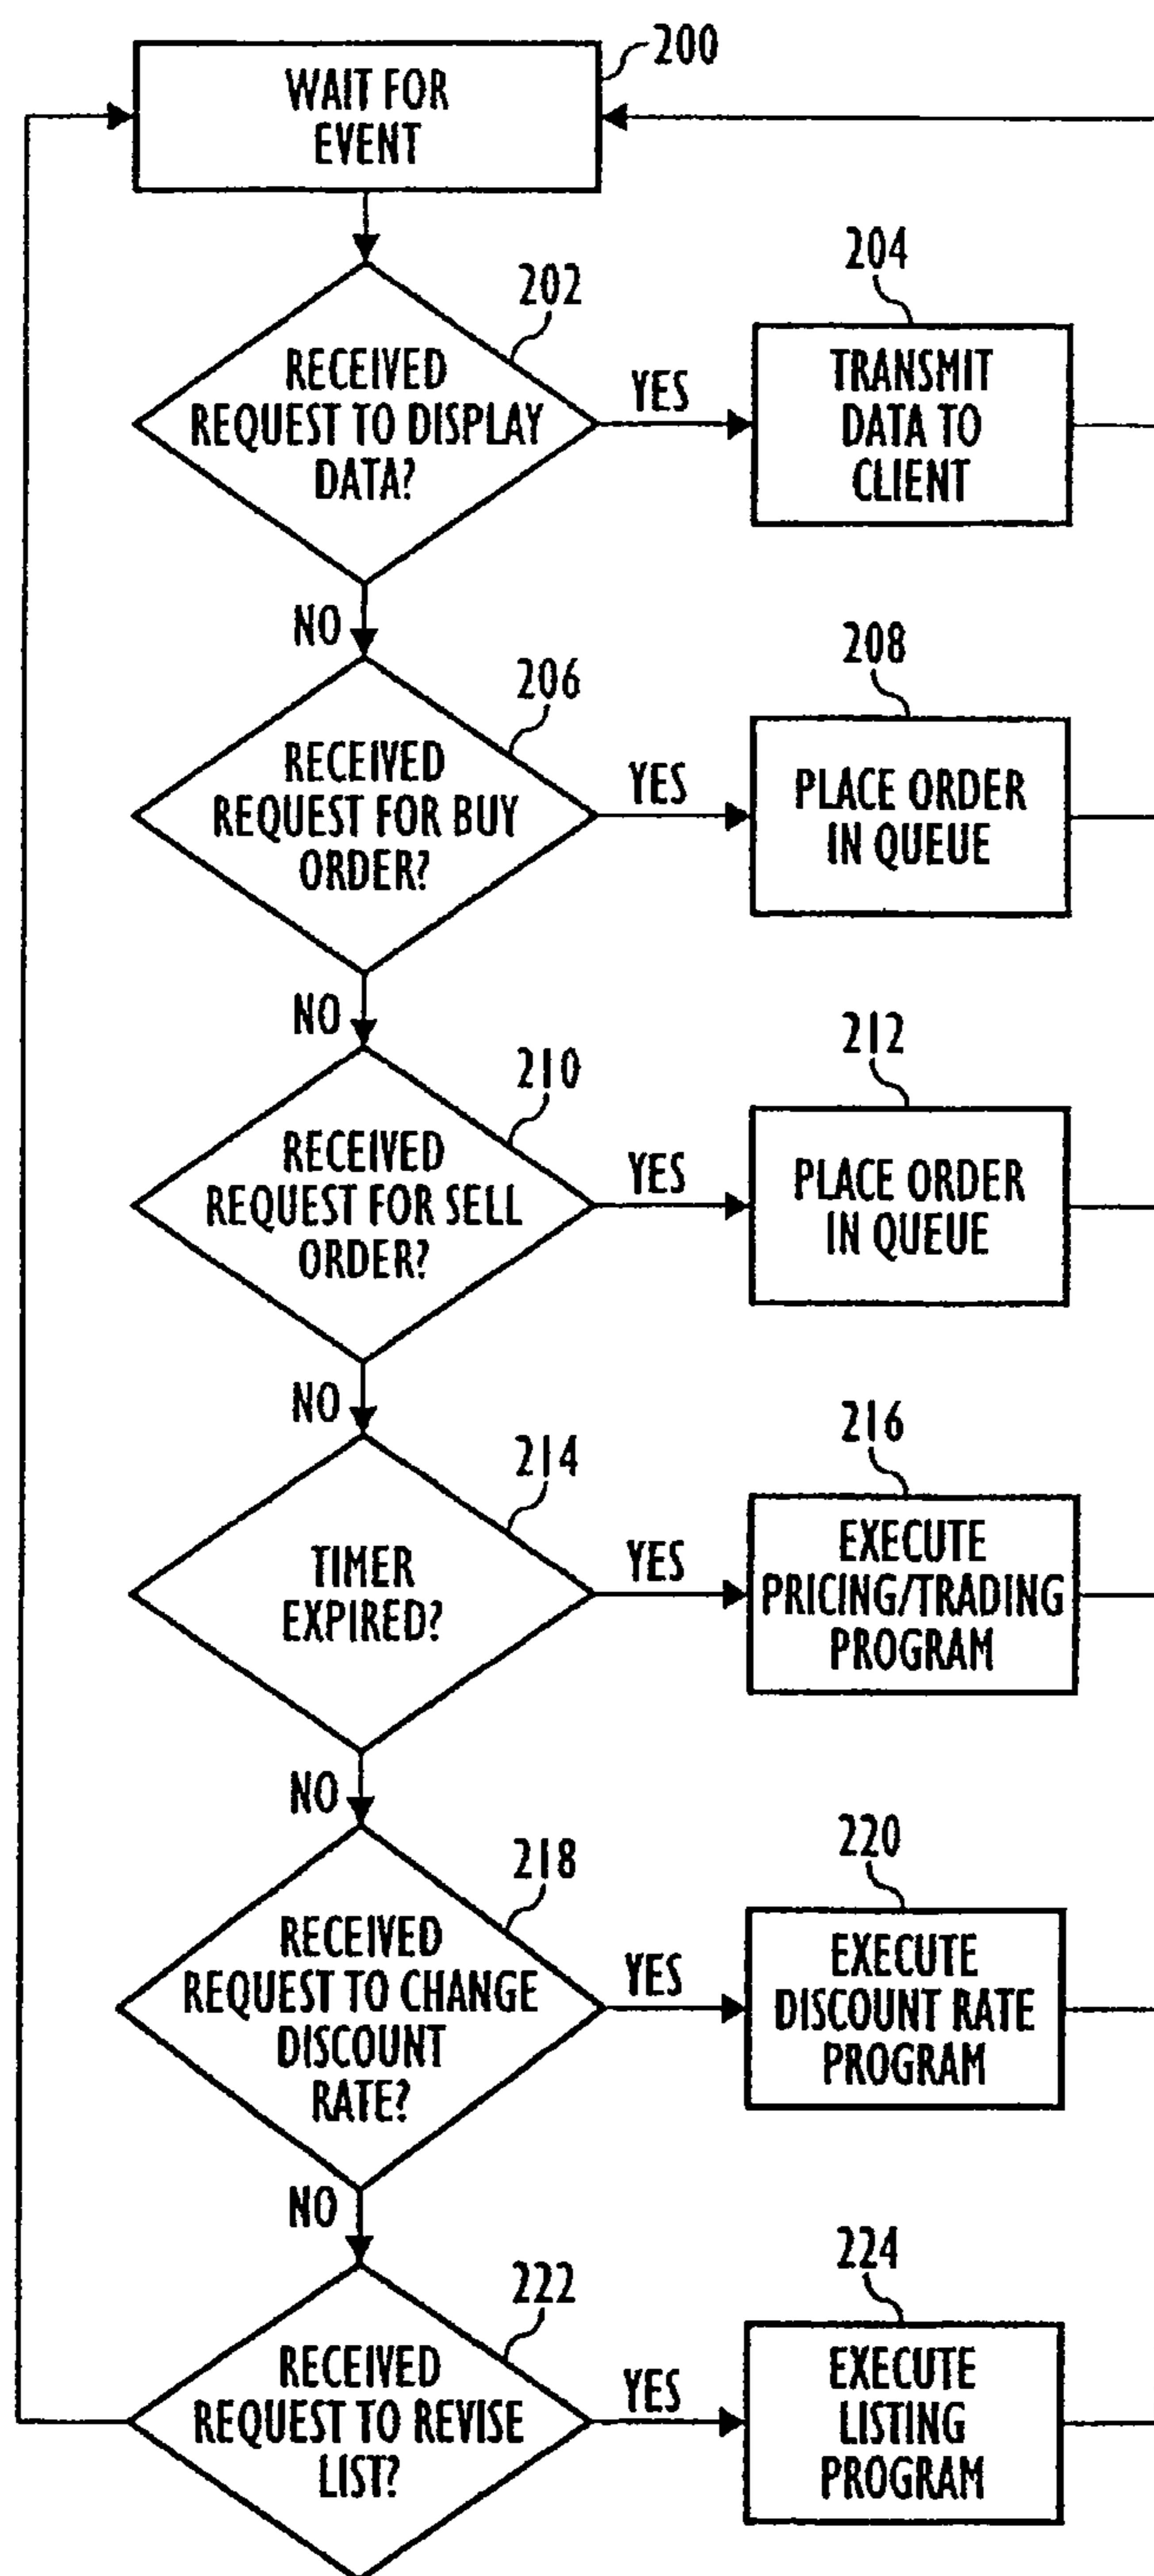 200
WAIT FOR
EVENT
202
RECEIVED
REQUEST TO DISPLAY
DATA?
YES
204
TRANSMIT
DATA TO
CLIENT
NO
206
RECEIVED
REQUEST FOR BUY
ORDER?
YES
208
PLACE ORDER
IN QUEUE
NO
210
RECEIVED
REQUEST FOR SELL
ORDER?
YES
212
PLACE ORDER
IN QUEUE
NO
214
TIMER
EXPIRED?
YES
216
EXECUTE
PRICING/TRADING
PROGRAM
NO
218
RECEIVED
REQUEST TO CHANGE
DISCOUNT
RATE?
YES
220
EXECUTE
DISCOUNT RATE
PROGRAM
NO
222
RECEIVED
REQUEST TO REVISE
LIST?
YES
224
EXECUTE
LISTING
PROGRAM